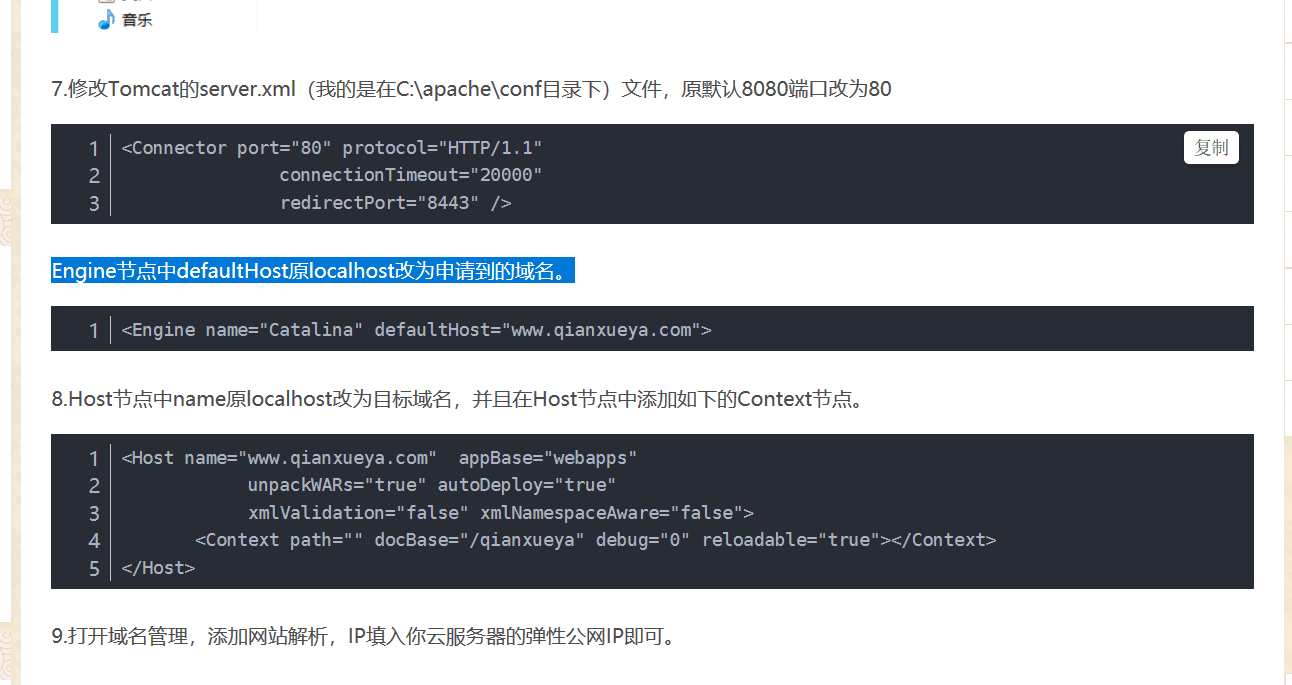 音乐
7.修改Tomcat的server.xml（我的是在C:\apache\conf目录下）文件，原默认8080端口改为80
复制
1 <Connector port="80" protocol="HTTP/1.1"
2 connectionTimeout="20000"
3 redirectPort="8443" />
Engine节点中defaultHost原localhost改为申请到的域名。
1 <Engine name="Catalina" defaultHost="www.qianxueya.com">
8.Host节点中name原localhost改为目标域名，并且在Host节点中添加如下的Context节点。
1 <Host name="www.qianxueya.com"  appBase="webapps"
2 unpackWARs="true" autoDeploy="true"
3 xmlValidation="false" xmlNamespaceAware="false">
4 <Context path="" docBase="/qianxueya" debug="0" reloadable="true"></Context>
5 </Host>
9.打开域名管理，添加网站解析，IP填入你云服务器的弹性公网IP即可。